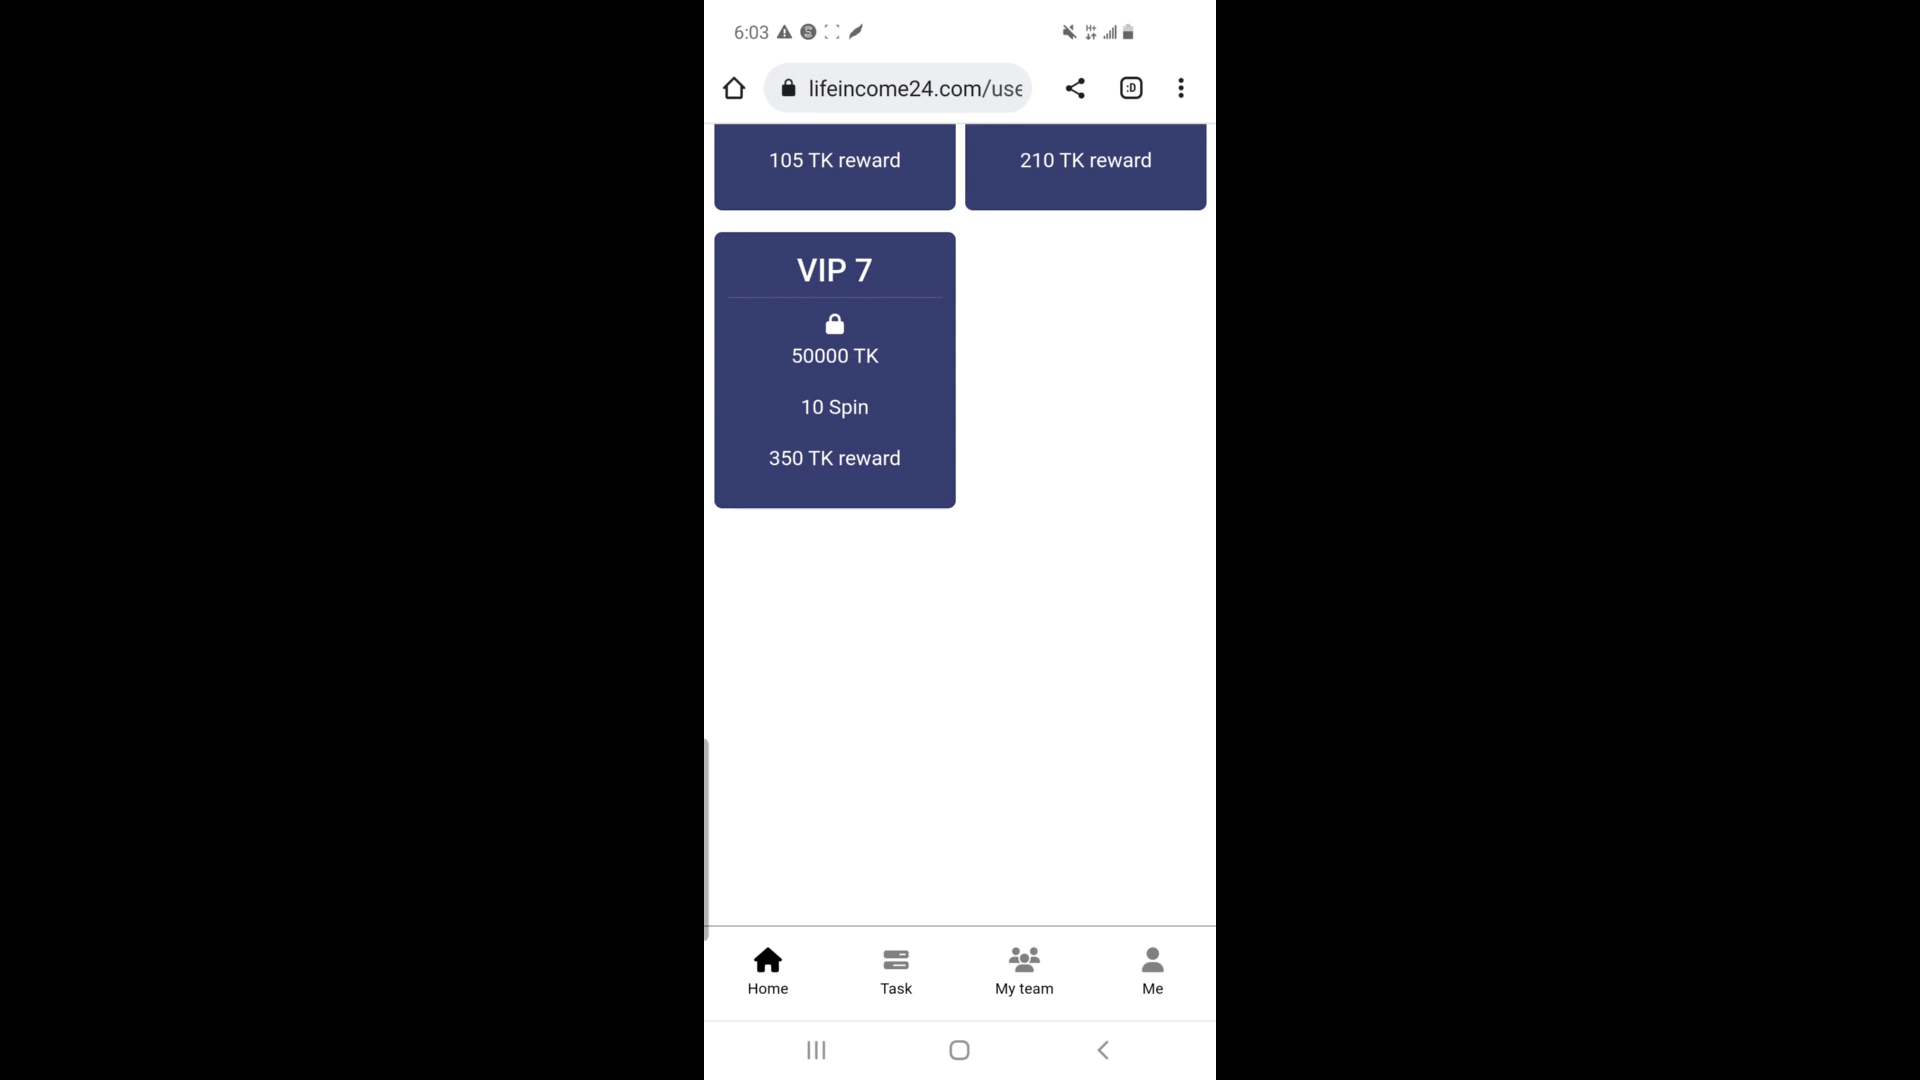 6:03
lifeincome24.com/use
:D
105 TK reward
210 TK reward
VIP 7
50000 TK
10 Spin
350 TK reward
Home
Task
My team
Me